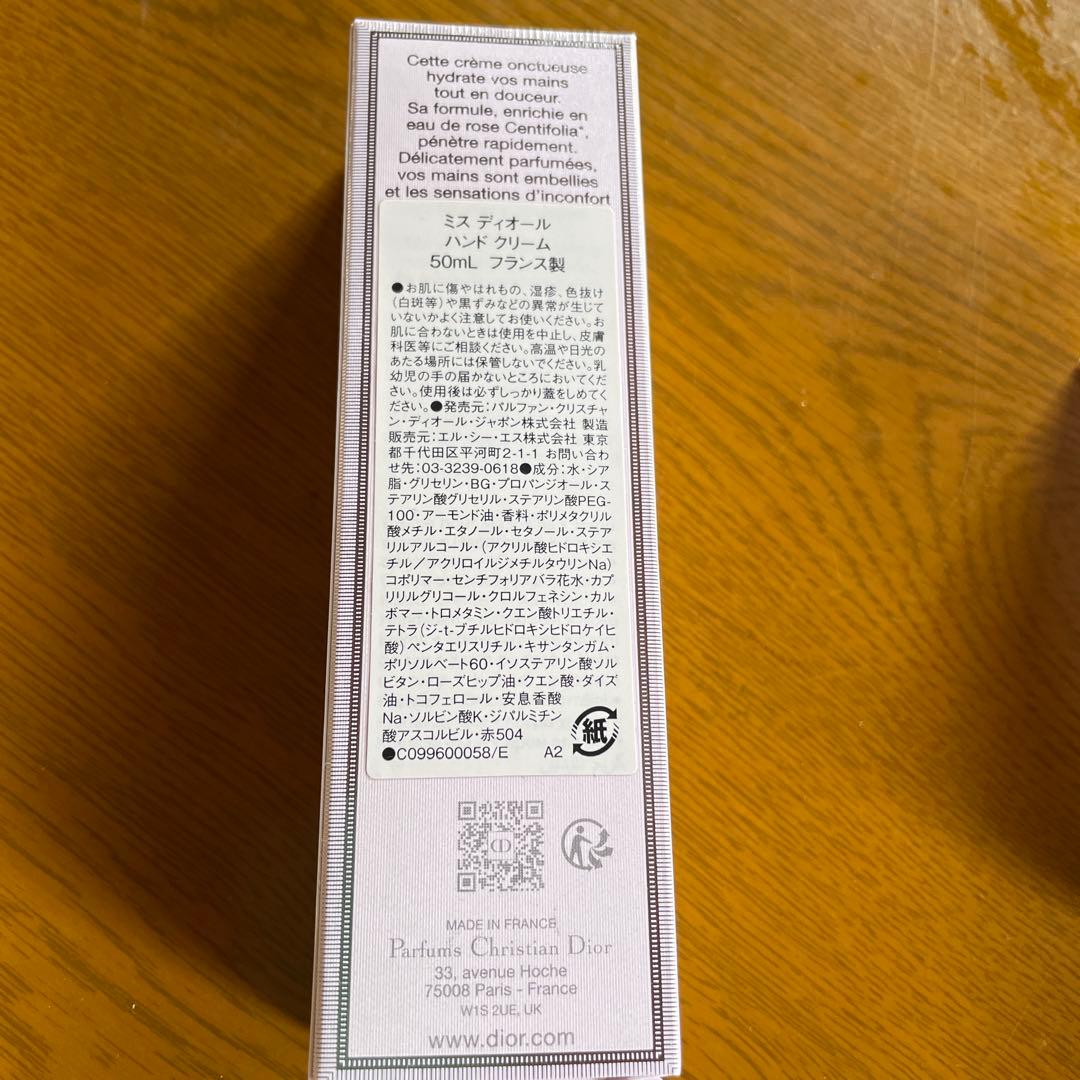 Cette crème onctueuse
hydrate vos mains
tout en douceur.
Sa formule, enrichie en
eau de rose Centifolia*,
pénètre rapidement.
Délicatement parfumées,
vos mains sont embellies
et les sensations d'inconfort
ミス ディオール
ハンド クリーム
50mL フランス製
●お肌に傷やはれもの、湿疹、色抜け
(白斑等)や黒ずみなどの異常が生じて
いないかよく注意してお使いください。お
肌に合わないときは使用を中止し、皮膚
科医等にご相談ください。高温や日光の
あたる場所には保管しないでください。乳
幼児の手の届かないところにおいてくだ
さい。使用後は必ずしっかり蓋をしめてく
ださい。●発売元:パルファン・クリスチャ
ン・ディオール・ジャポン株式会社 製造
販売元:エル・シー・エス株式会社 東京
都千代田区平河町2-1-1 お問い合わ
せ先:03-3239-0618●成分:水・シア
脂・グリセリン・BG・プロパンジオール・ス
テアリン酸グリセリル・ステアリン酸PEG-
100・アーモンド油・香料・ポリメタクリル
酸メチル・エタノール・セタノール・ステア
リルアルコール・(アクリル酸ヒドロキシエ
チル/アクリロイルジメチルタウリンNa)
コポリマー・センチフォリアバラ花水・カプ
リリルグリコール・クロルフェネシン・カル
ボマー・トロメタミン・クエン酸トリエチル・
テトラ(ジ-t-ブチルヒドロキシヒドロケイヒ
酸)ペンタエリスリチル・キサンタンガム・
ポリソルベート60・イソステアリン酸ソル
ビタン・ローズヒップ油・クエン酸・ダイズ
油・トコフェロール・安息香酸
Na・ソルビン酸K・ジパルミチン
酸アスコルビル・赤504
紙
●C099600058/E A2
CD
MADE IN FRANCE
Parfums Christian Dior
33, avenue Hoche
75008 Paris - France
W1S 2UE, UK
www.dior.com